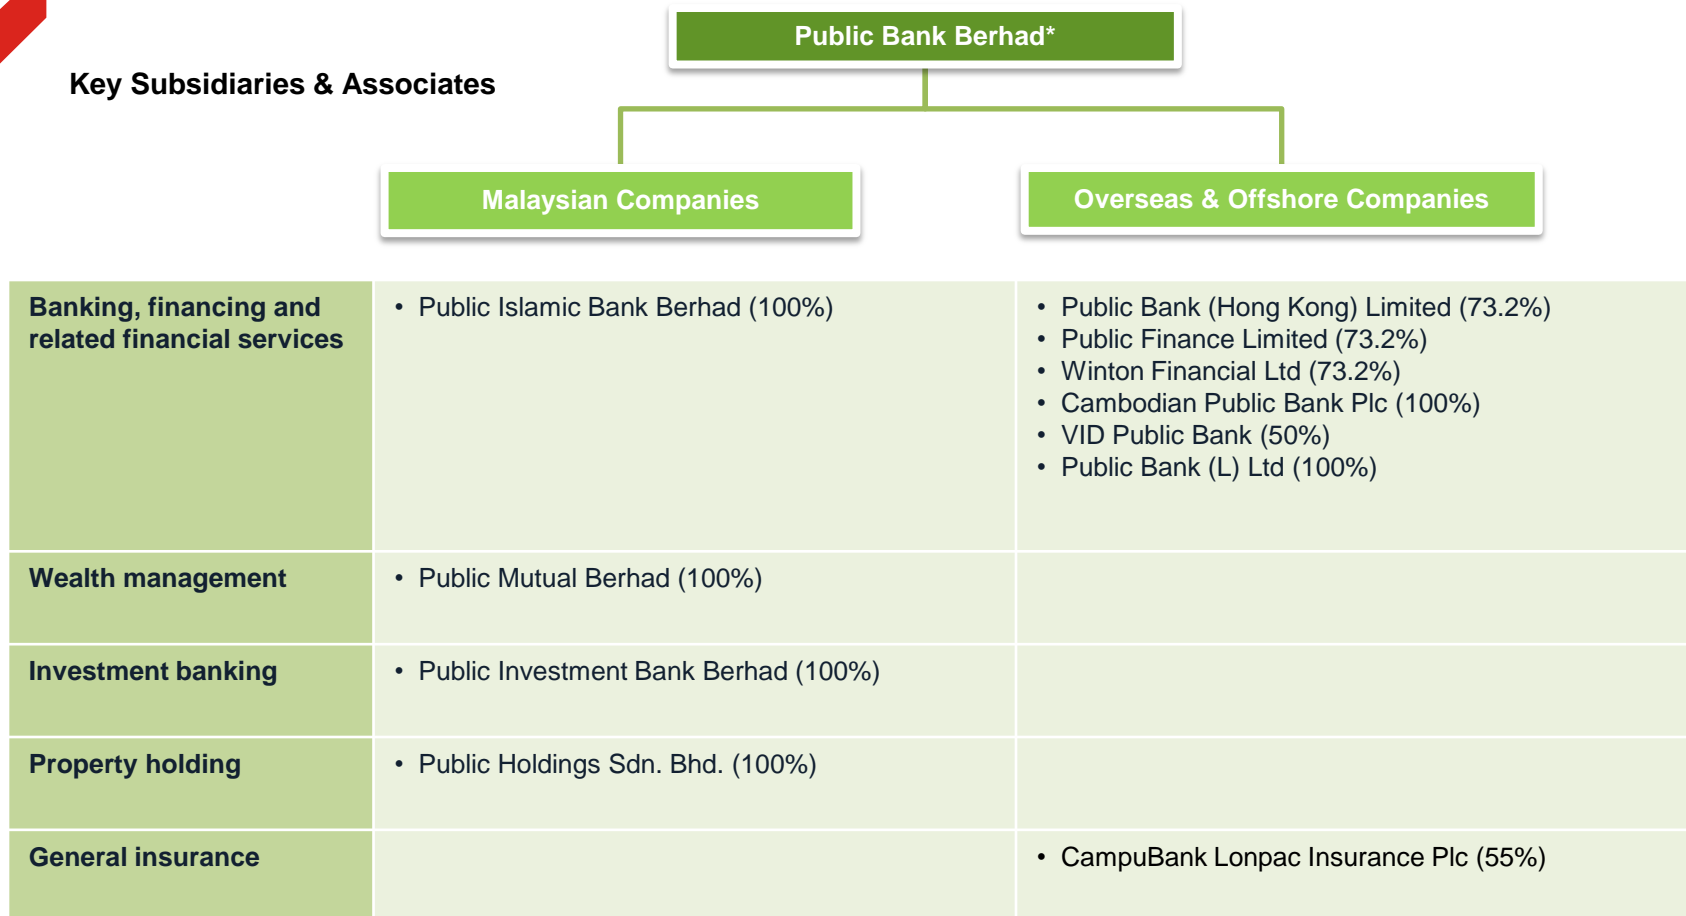 Public Bank Berhad*
Key Subsidiaries & Associates
Malaysian Companies
Overseas & Offshore Companies
Banking, financing and
related financial services
• Public Islamic Bank Berhad (100%)
• Public Bank (Hong Kong) Limited (73.2%)
• Public Finance Limited (73.2%)
• Winton Financial Ltd (73.2%)
• Cambodian Public Bank Plc (100%)
• VID Public Bank (50%)
• Public Bank (L) Ltd (100%)
Wealth management
• Public Mutual Berhad (100%)
Investment banking
• Public Investment Bank Berhad (100%)
Property holding
• Public Holdings Sdn. Bhd. (100%)
General insurance
• CampuBank Lonpac Insurance Plc (55%)